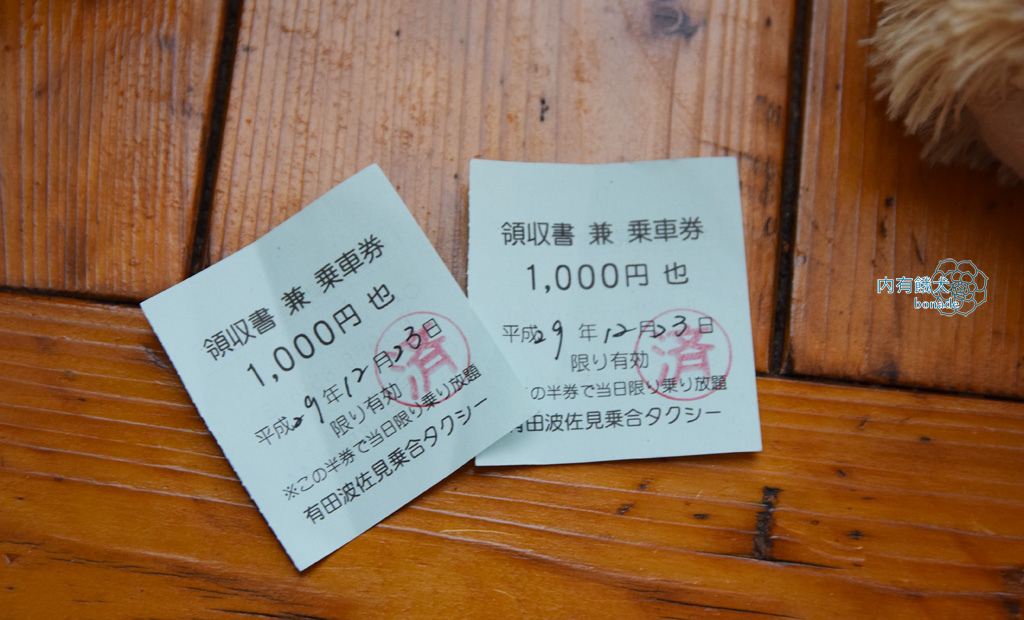 領収書 兼 乗車券
1,000円 也
平成29年12月23日
限り有効
※この半券で当日限り乗り放題
有田波佐見乗合タクシー
済
領収書 兼 乗車券
1,000円 也
平成29年12月23日
限り有効
の半券で当日限り乗り放題
有田波佐見乗合タクシー
済
内有餓犬
bonade